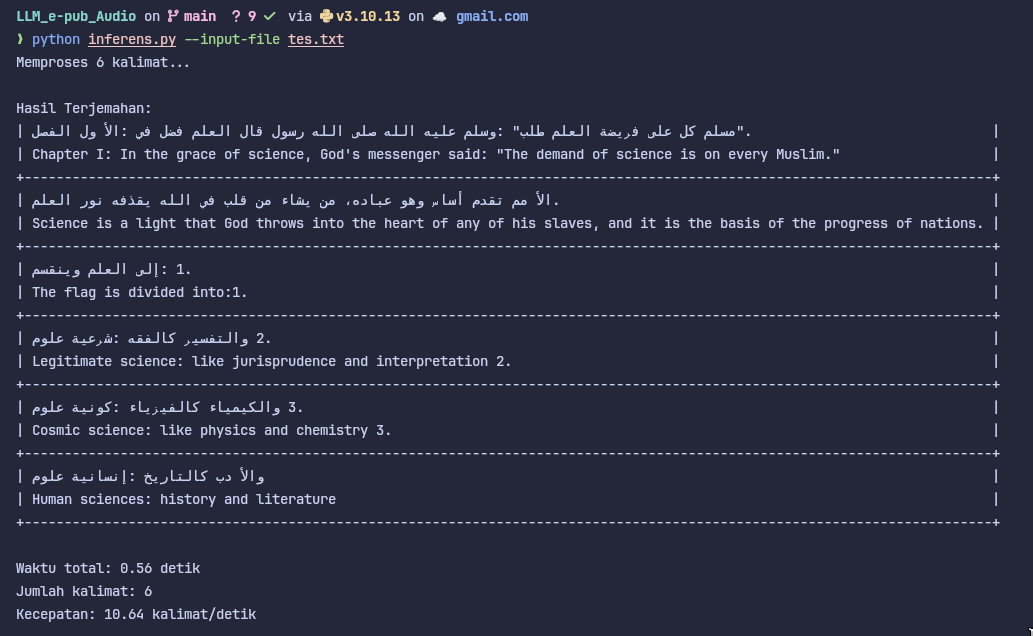 LLM_e-pub_Audio on main ? 9 ✓ via v3.10.13 on gmail.com
❯ python inferens.py --input-file tes.txt
Memproses 6 kalimat...
Hasil Terjemahan:
| الفصل الأول: في فضل العلم قال رسول الله صلى الله عليه وسلم: "طلب العلم فريضة على كل مسلم". |
| Chapter I: In the grace of science, God's messenger said: "The demand of science is on every Muslim." |
| العلم نور يقذفه الله في قلب من يشاء من عباده، وهو أساس تقدم الأمم. |
| Science is a light that God throws into the heart of any of his slaves, and it is the basis of the progress of nations. |
| وينقسم العلم إلى: 1. |
| The flag is divided into:1. |
| علوم شرعية: كالفقه والتفسير 2. |
| Legitimate science: like jurisprudence and interpretation 2. |
| علوم كونية: كالفيزياء والكيمياء 3. |
| Cosmic science: like physics and chemistry 3. |
| علوم إنسانية: كالتاريخ والأدب |
| Human sciences: history and literature |
Waktu total: 0.56 detik
Jumlah kalimat: 6
Kecepatan: 10.64 kalimat/detik